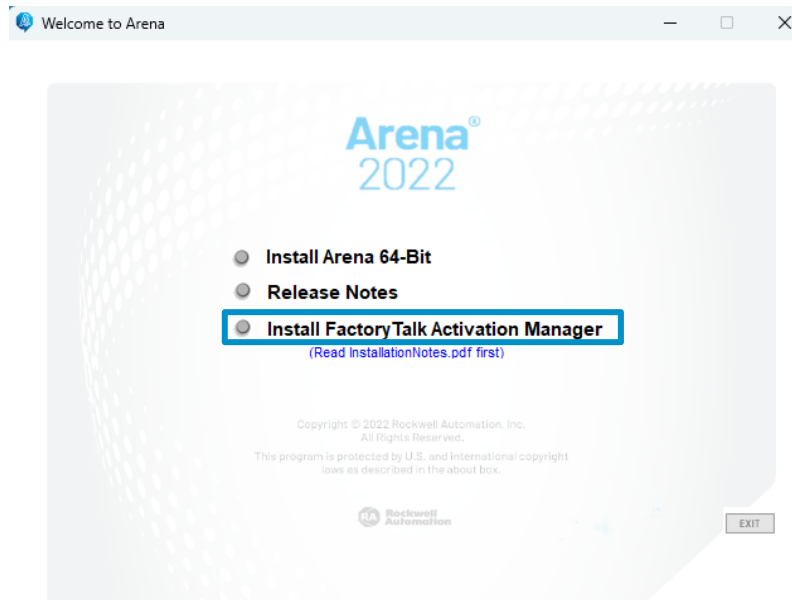 Welcome to Arena
Arena®
2022
Install Arena 64-Bit
Release Notes
Install FactoryTalk Activation Manager
(Read InstallationNotes.pdf first)
Copyright © 2022 Rockwell Automation, Inc.
All Rights Reserved.
This program is protected by U.S. and international copyright
laws as described in the about box.
RA Rockwell
Automation
EXIT